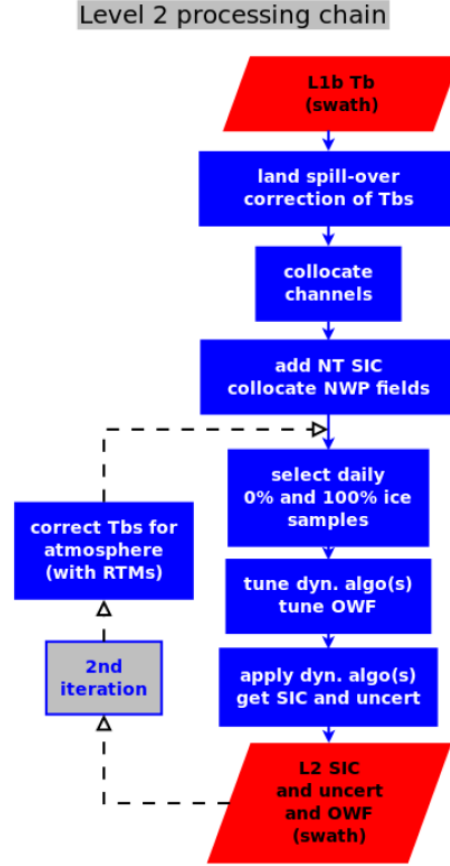 Level 2 processing chain
L1b Tb
(swath)
land spill-over
correction of Tbs
collocate
channels
add NT SIC
collocate NWP fields
select daily
0% and 100% ice
samples
correct Tbs for
atmosphere
(with RTMs)
tune dyn. algo(s)
tune OWF
2nd
iteration
apply dyn. algo(s)
get SIC and uncert
L2 SIC
and uncert
and OWF
(swath)